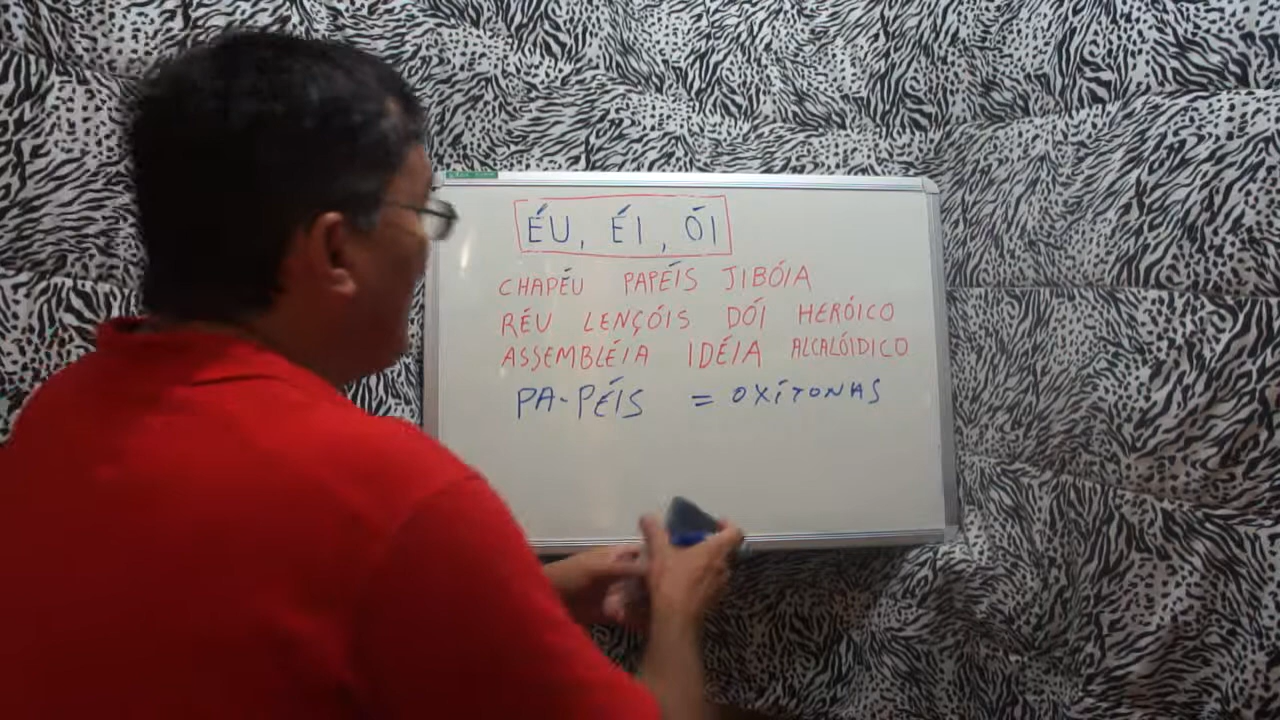 ÉU, ÉI, ÓI
CHAPÉU PAPÉIS JIBÓIA
RÉU LENÇÓIS DÓI HERÓICO
ASSEMBLÉIA IDÉIA ALCALÓIDICO
PA-PÉIS = OXÍTONAS